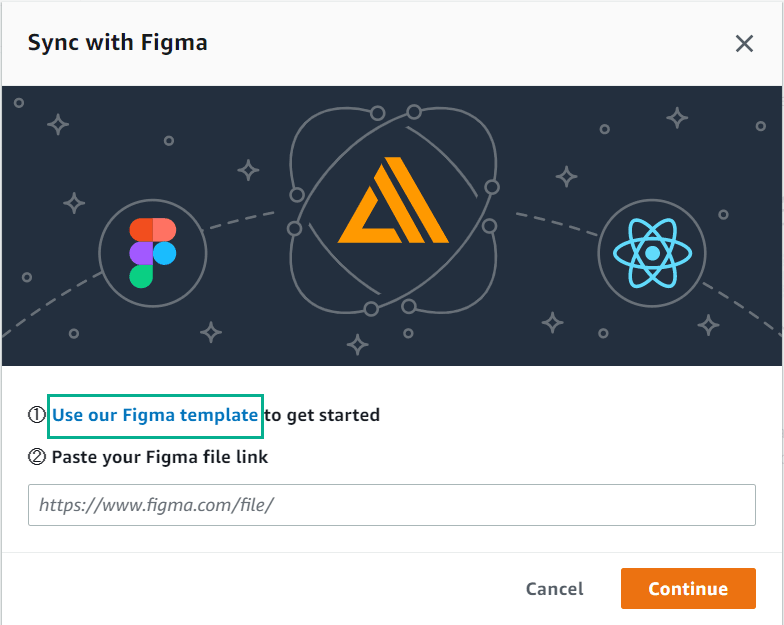 Sync with Figma
① Use our Figma template to get started
② Paste your Figma file link
https://www.figma.com/file/
Cancel
Continue